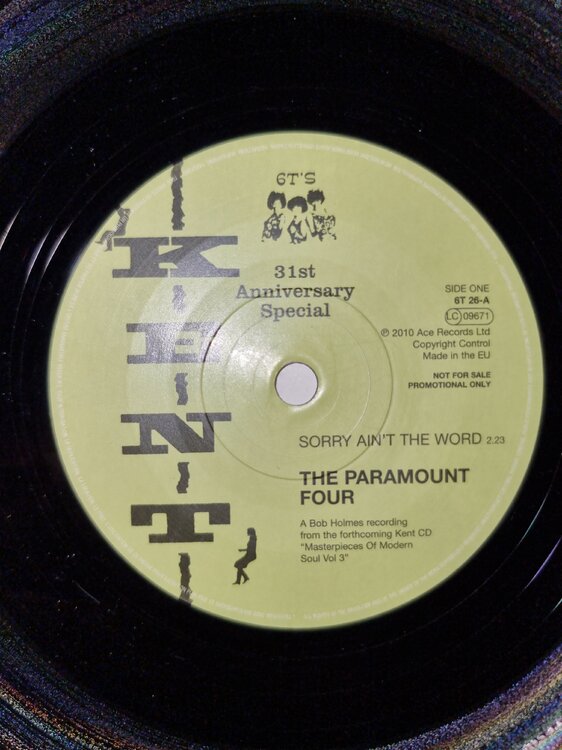 KENT
6T'S
31st
Anniversary
Special
SIDE ONE
6T 26-A
LC 09671
℗ 2010 Ace Records Ltd
Copyright Control
Made in the EU
NOT FOR SALE
PROMOTIONAL ONLY
SORRY AIN'T THE WORD 2.23
THE PARAMOUNT
FOUR
A Bob Holmes recording
from the forthcoming Kent CD
"Masterpieces Of Modern
Soul Vol 3"